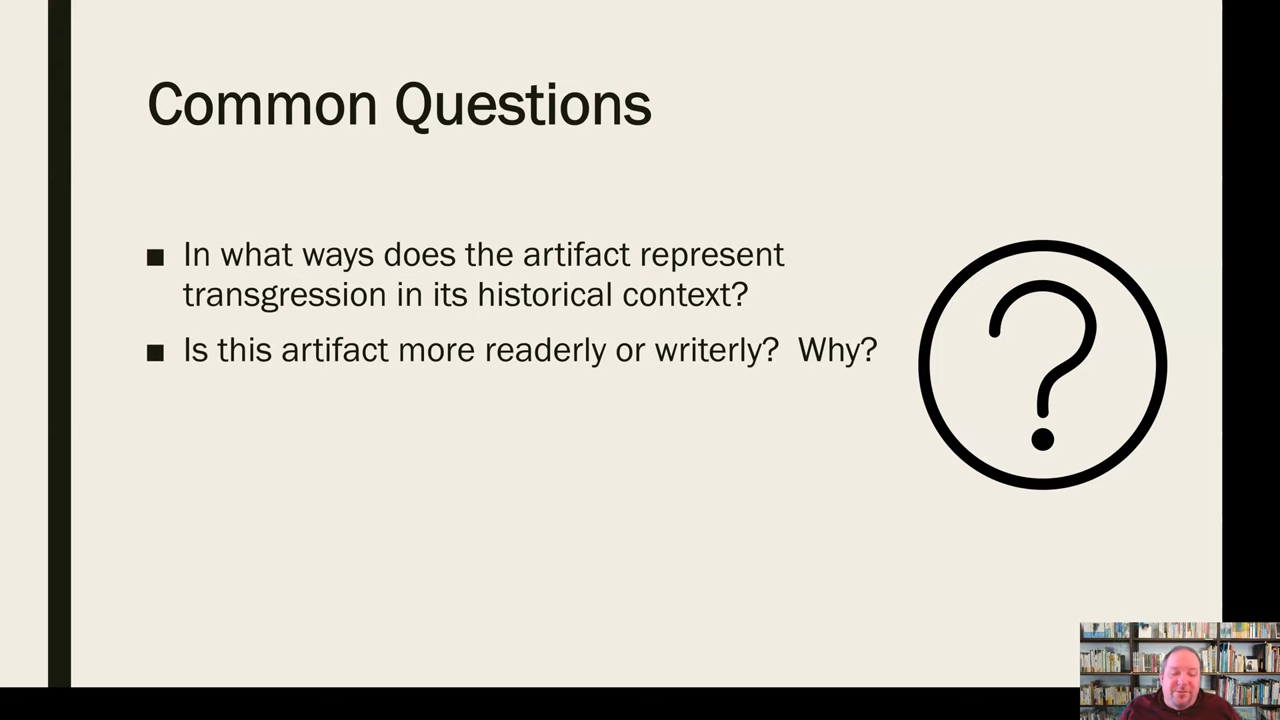 Common Questions
■ In what ways does the artifact represent
transgression in its historical context?
■ Is this artifact more readerly or writerly?  Why?
?